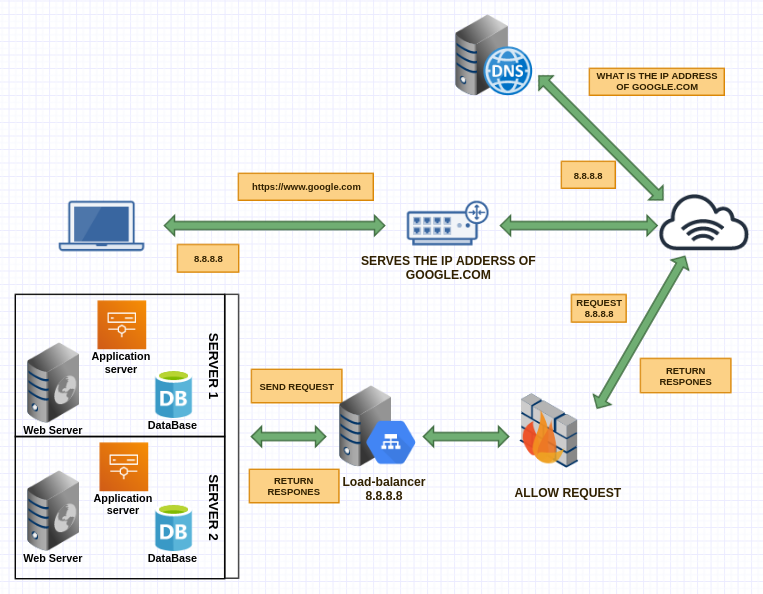 DNS
WHAT IS THE IP ADDRESS
OF GOOGLE.COM
8.8.8.8
https://www.google.com
8.8.8.8
SERVES THE IP ADDERSS OF
GOOGLE.COM
REQUEST
8.8.8.8
RETURN
RESPONES
Application
server
SERVER 1
Web Server
DB
DataBase
SEND REQUEST
RETURN
RESPONES
Load-balancer
8.8.8.8
ALLOW REQUEST
Application
server
SERVER 2
Web Server
DB
DataBase